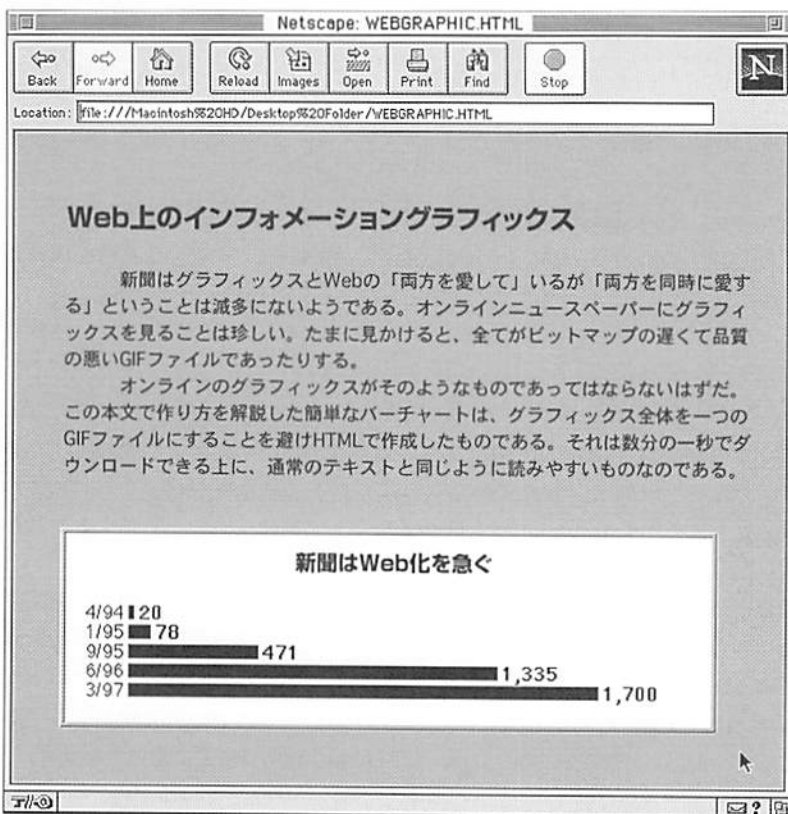 Netscape: WEBGRAPHIC.HTML
Back Forward Home Reload Images Open Print Find Stop
N
Location: file:///Macintosh%20HD/Desktop%20Folder/WEBGRAPHIC.HTML
Web上のインフォメーショングラフィックス
新聞はグラフィックスとWebの「両方を愛して」いるが「両方を同時に愛す
る」ということは滅多にないようである。オンラインニュースペーパーにグラフィ
ックスを見ることは珍しい。たまに見かけると、全てがビットマップの遅くて品質
の悪いGIFファイルであったりする。
オンラインのグラフィックスがそのようなものであってはならないはずだ。
この本文で作り方を解説した簡単なバーチャートは、グラフィックス全体を一つの
GIFファイルにすることを避けHTMLで作成したものである。それは数分の一秒でダ
ウンロードできる上に、通常のテキストと同じように読みやすいものなのである。
新聞はWeb化を急ぐ
4/94 20
1/95 78
9/95 471
6/96 1,335
3/97 1,700
?